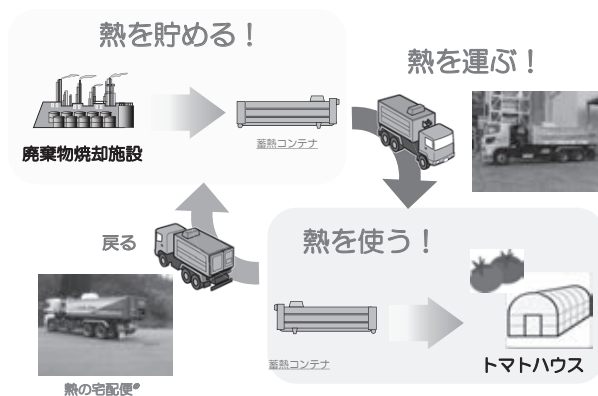 熱を貯める！
熱を運ぶ！
廃棄物焼却施設
蓄熱コンテナ
戻る
熱を使う！
蓄熱コンテナ
トマトハウス
熱の宅配便®